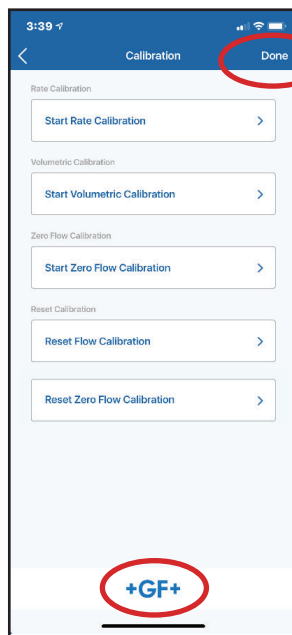 3:39
Calibration
Done
Rate Calibration
Start Rate Calibration
Volumetric Calibration
Start Volumetric Calibration
Zero Flow Calibration
Start Zero Flow Calibration
Reset Calibration
Reset Flow Calibration
Reset Zero Flow Calibration
+GF+